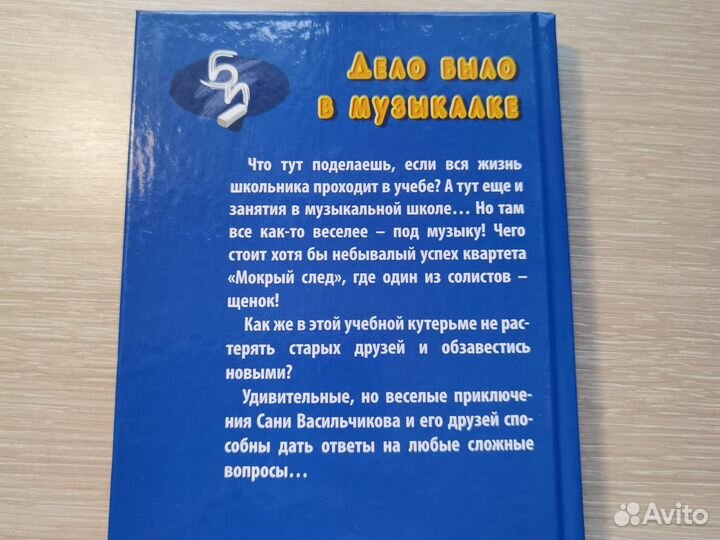 БП
Дело было
в музыкалке
Что тут поделаешь, если вся жизнь
школьника проходит в учебе? А тут еще и
занятия в музыкальной школе... Но там
все как-то веселее – под музыку! Чего
стоит хотя бы небывалый успех квартета
«Мокрый след», где один из солистов –
щенок!
Как же в этой учебной кутерьме не рас-
терять старых друзей и обзавестись
новыми?
Удивительные, но веселые приключе-
ния Сани Васильчикова и его друзей спо-
собны дать ответы на любые сложные
вопросы...
Avito